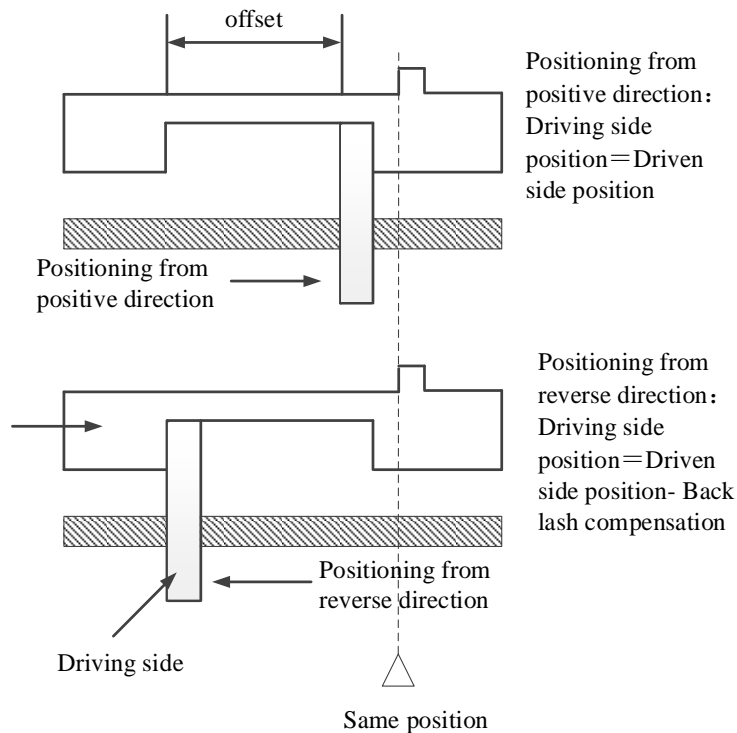 offset
Positioning from
positive direction：
Driving side
position＝Driven
side position
Positioning from
positive direction
Positioning from
reverse direction：
Driving side
position＝Driven
side position- Back
lash compensation
Positioning from
reverse direction
Driving side
Same position